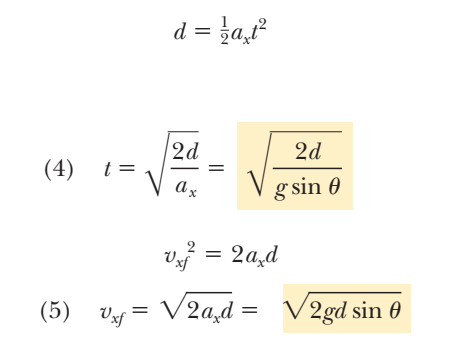 d = ½aₓt²
(4) t = √(2d/aₓ) = √(2d/(g sin θ))
v_xf² = 2aₓd
(5) v_xf = √(2aₓd) = √(2gd sin θ)